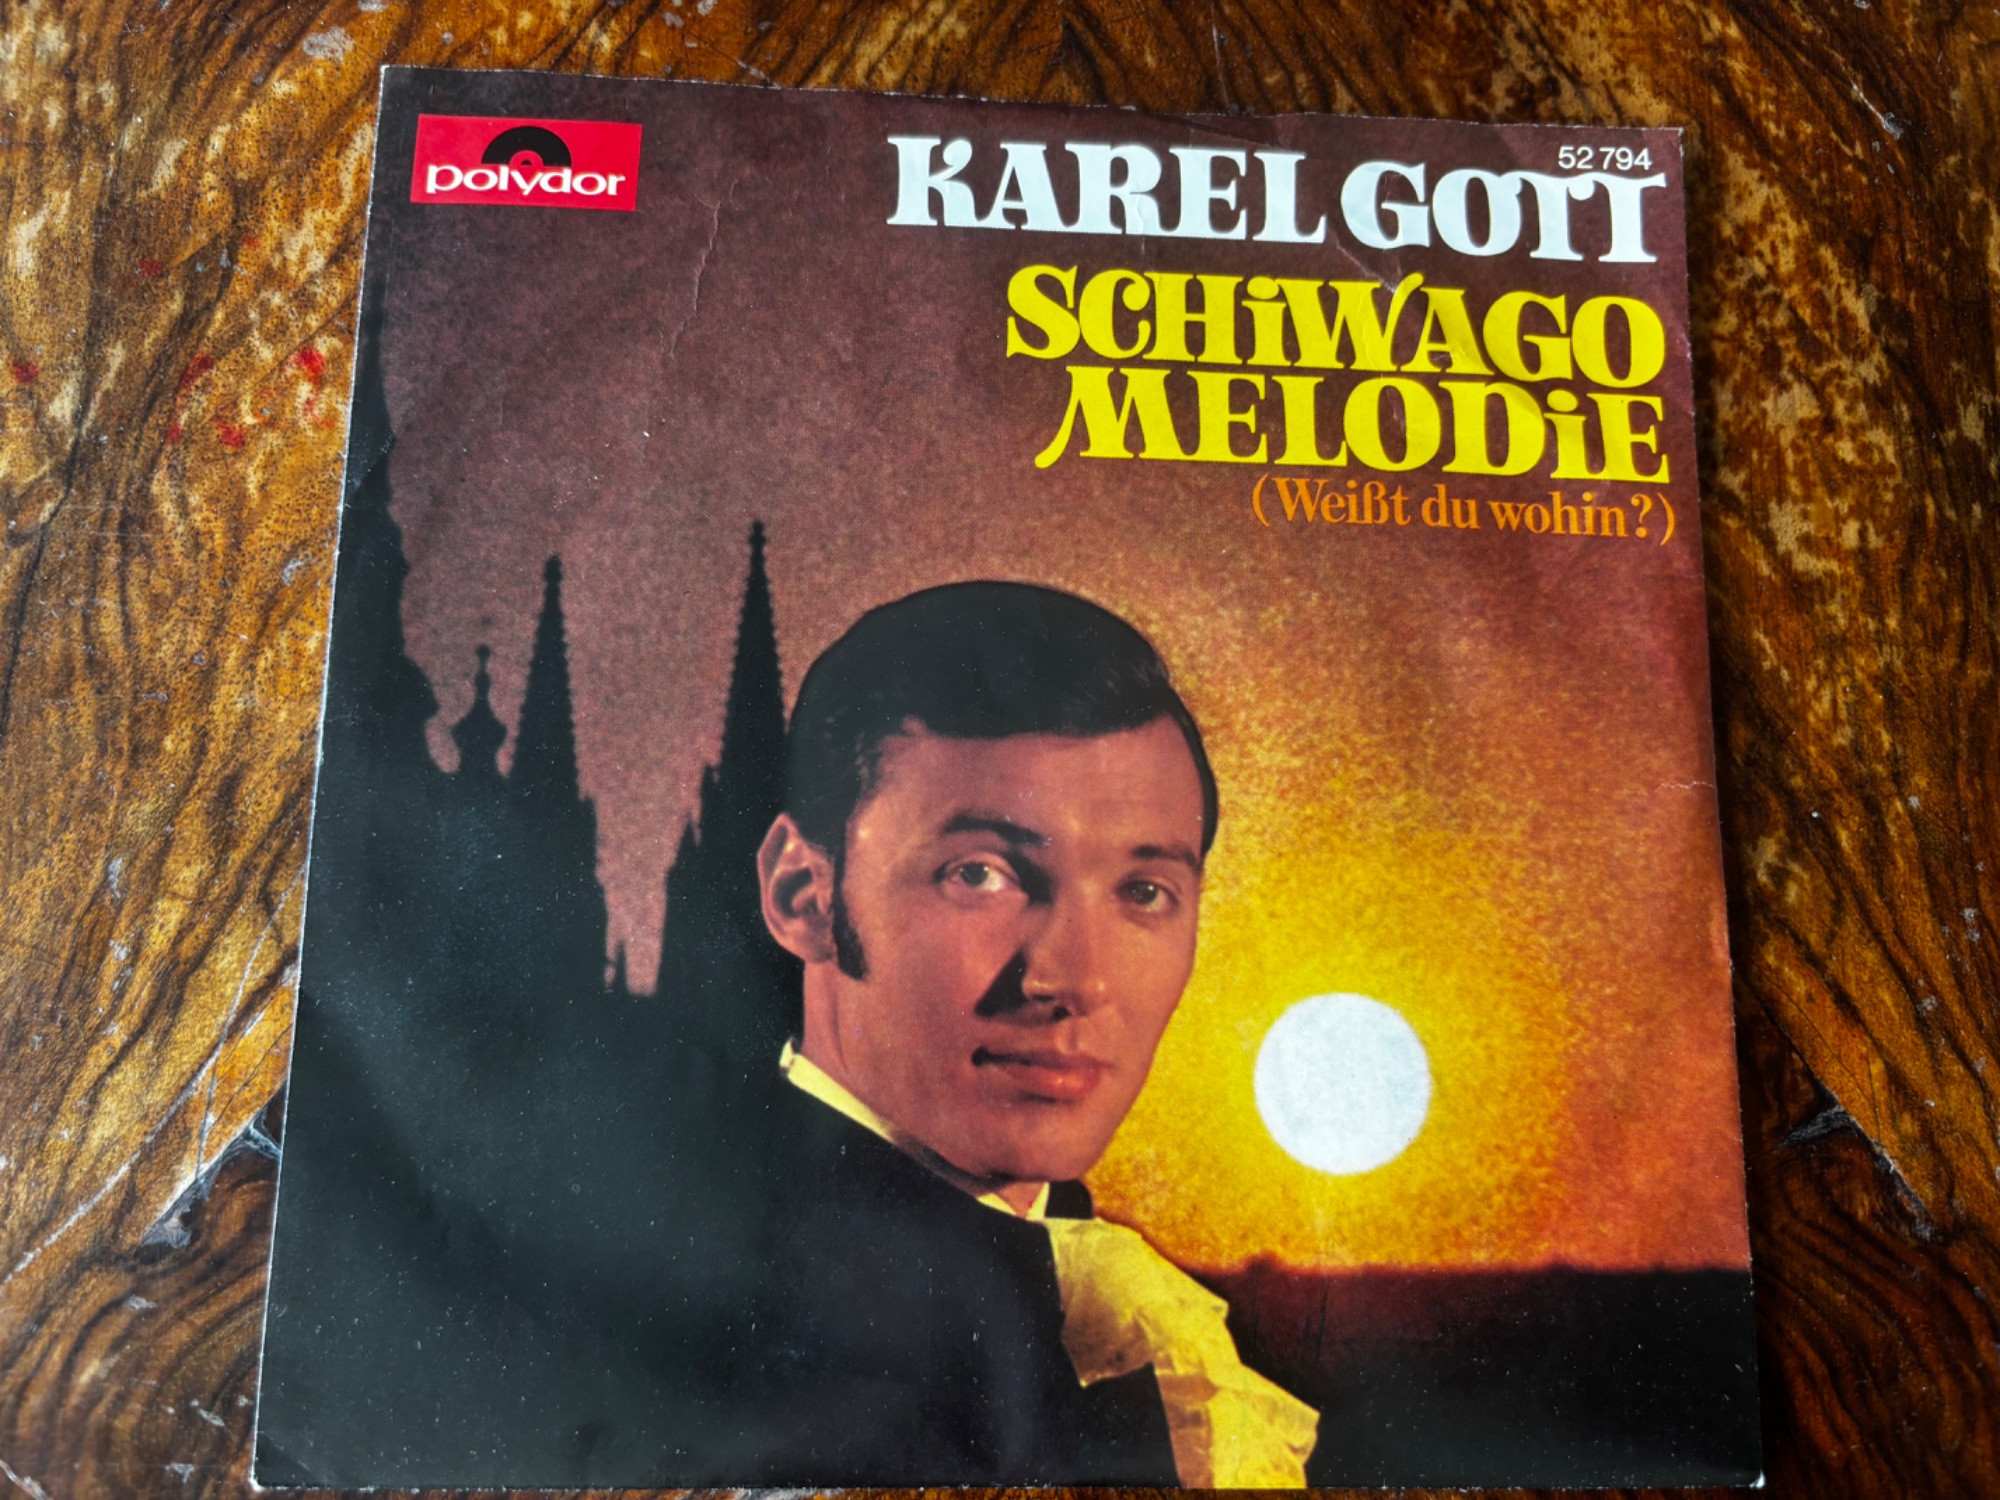 polydor
52 794
KAREL GOTT
SCHiWAGO
MELODiE
(Weißt du wohin?)